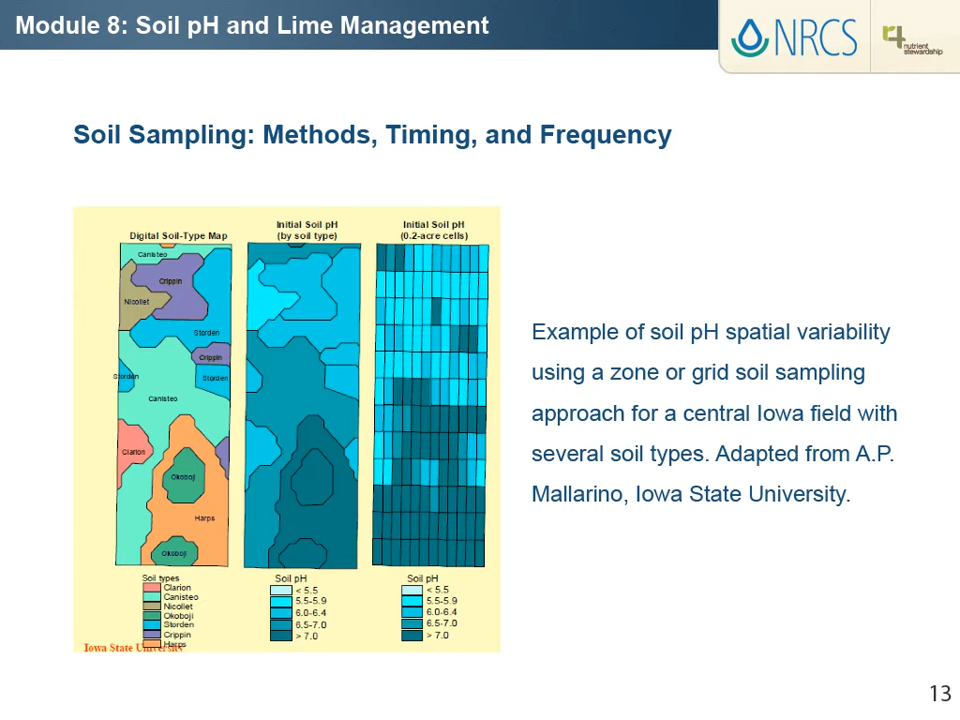 Module 8: Soil pH and Lime Management
NRCS
r4 nutrient
stewardship
Soil Sampling: Methods, Timing, and Frequency
Digital Soil-Type Map
Canisteo
Crippin
Nicollet
Storden
Crippin
Storden
Storden
Canisteo
Clarion
Okoboji
Harps
Okoboji
Soil types
Clarion
Canisteo
Nicollet
Okoboji
Storden
Crippin
Harps
Iowa State University
Initial Soil pH
(by soil type)
Soil pH
< 5.5
5.5-5.9
6.0-6.4
6.5-7.0
> 7.0
Initial Soil pH
(0.2-acre cells)
Soil pH
< 5.5
5.5-5.9
6.0-6.4
6.5-7.0
> 7.0
Example of soil pH spatial variability
using a zone or grid soil sampling
approach for a central Iowa field with
several soil types. Adapted from A.P.
Mallarino, Iowa State University.
13